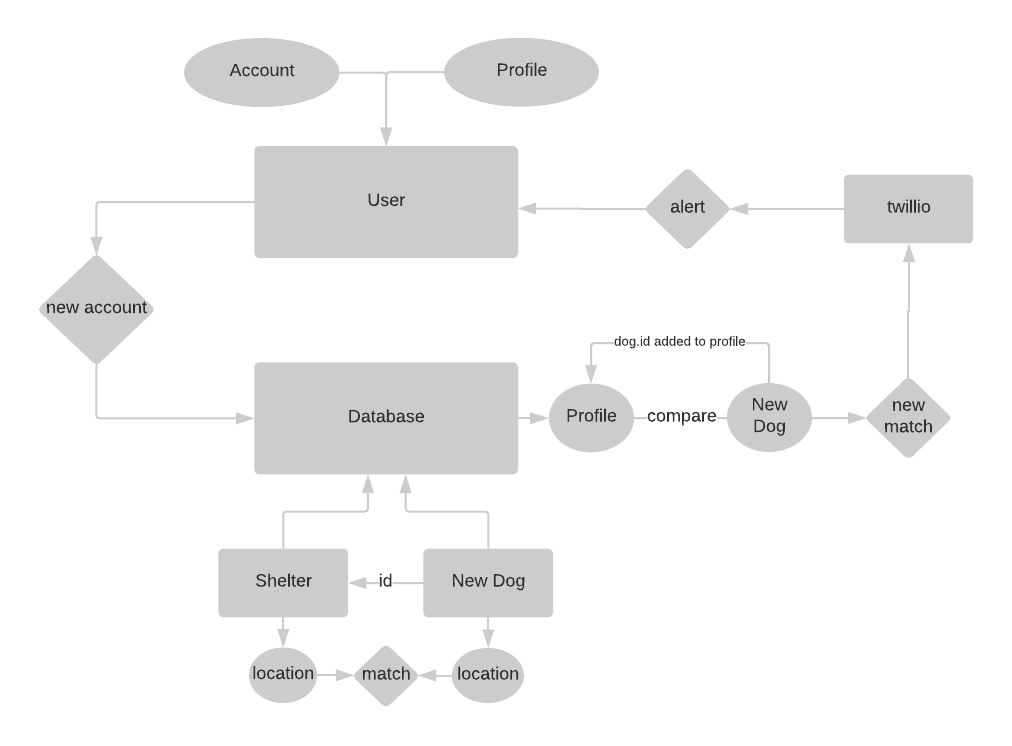 Account
Profile
User
alert
twillio
new account
dog.id added to profile
Database
Profile
compare
New
Dog
new
match
Shelter
id
New Dog
location
match
location